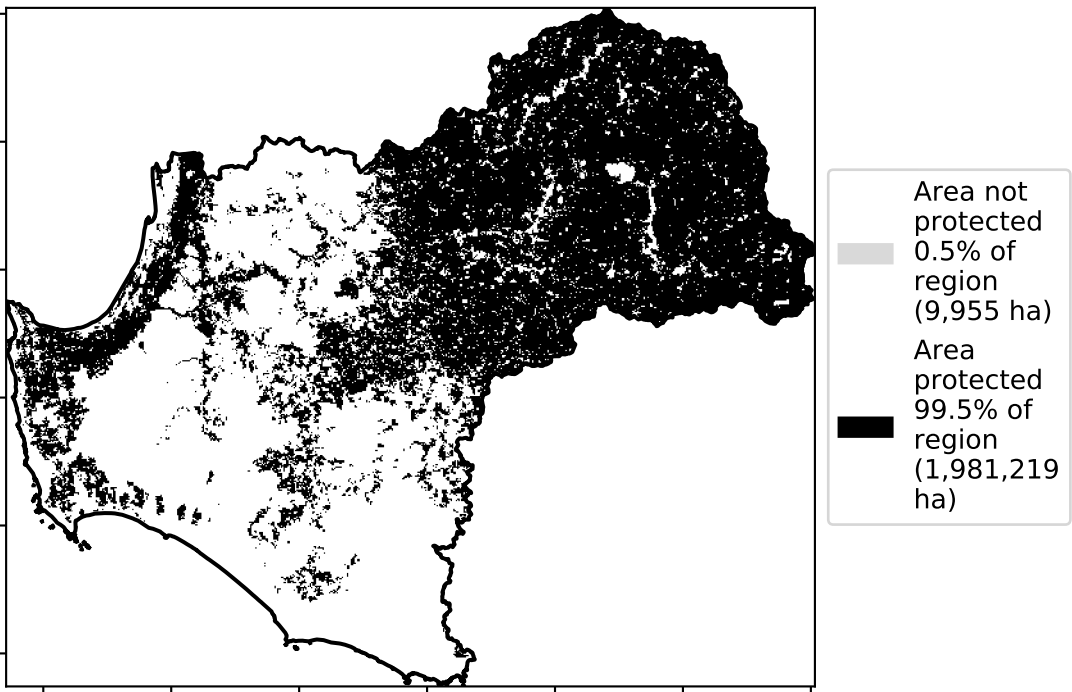 Area not
protected
0.5% of
region
(9,955 ha)
Area
protected
99.5% of
region
(1,981,219
ha)